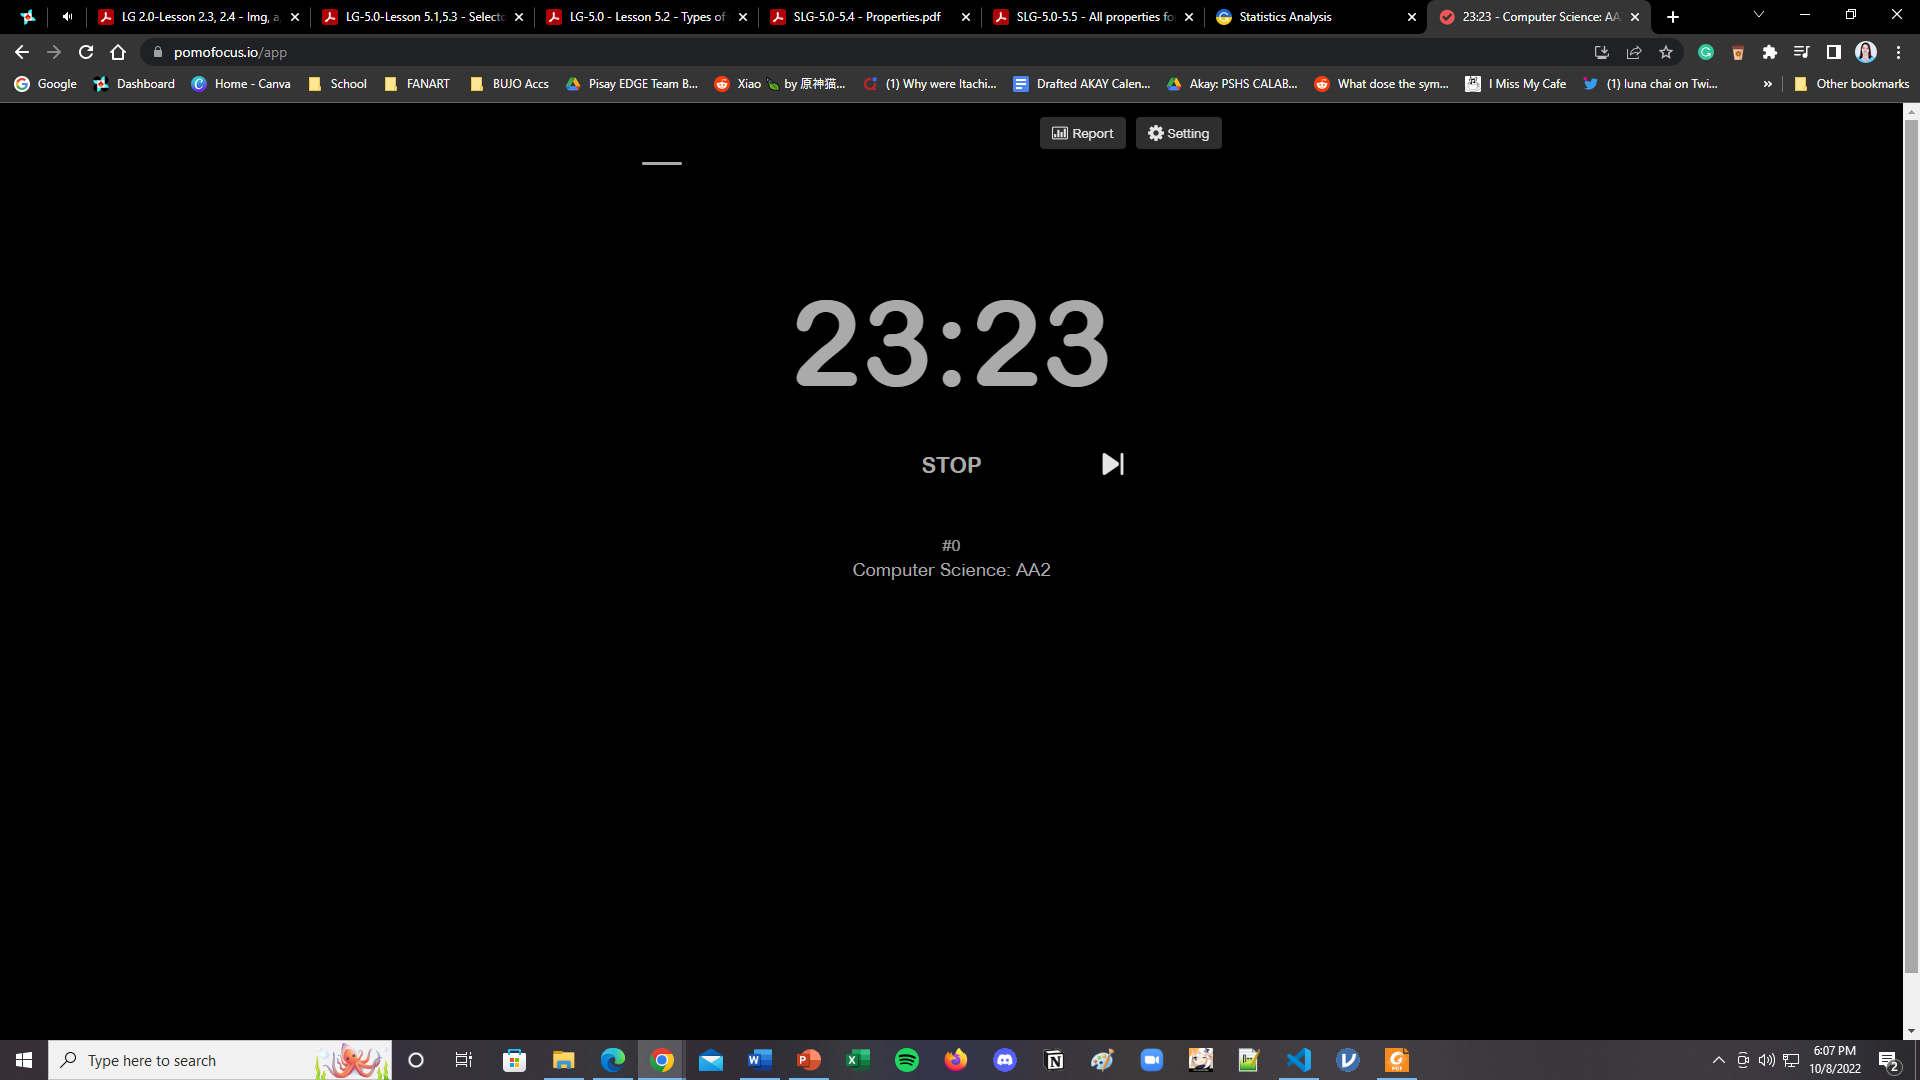 LG 2.0-Lesson 2.3, 2.4 - Img, a,
LG-5.0-Lesson 5.1,5.3 - Selecto
LG-5.0 - Lesson 5.2 - Types of
SLG-5.0-5.4 - Properties.pdf
SLG-5.0-5.5 - All properties fo
Statistics Analysis
23:23 - Computer Science: AA
pomofocus.io/app
Google
Dashboard
Home - Canva
School
FANART
BUJO Accs
Pisay EDGE Team B...
Xiao 🍃 by 原神猫...
(1) Why were Itachi...
Drafted AKAY Calen...
Akay: PSHS CALAB...
What dose the sym...
I Miss My Cafe
(1) luna chai on Twi...
»
Other bookmarks
Report
Setting
23:23
STOP
#0
Computer Science: AA2
Type here to search
6:07 PM
10/8/2022
2